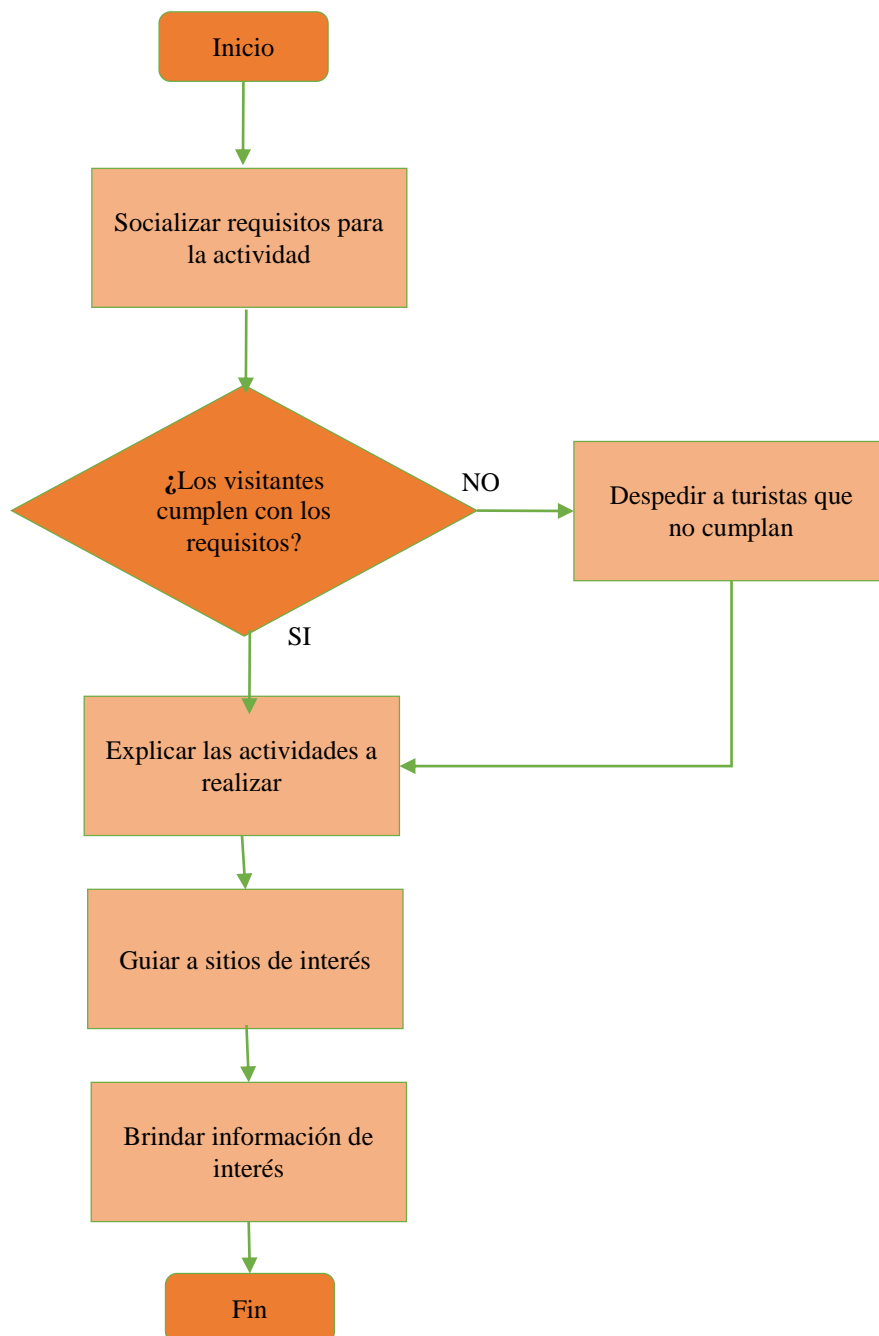 Inicio
Socializar requisitos para
la actividad
¿Los visitantes
cumplen con los
requisitos?
NO
Despedir a turistas que
no cumplan
SI
Explicar las actividades a
realizar
Guiar a sitios de interés
Brindar información de
interés
Fin